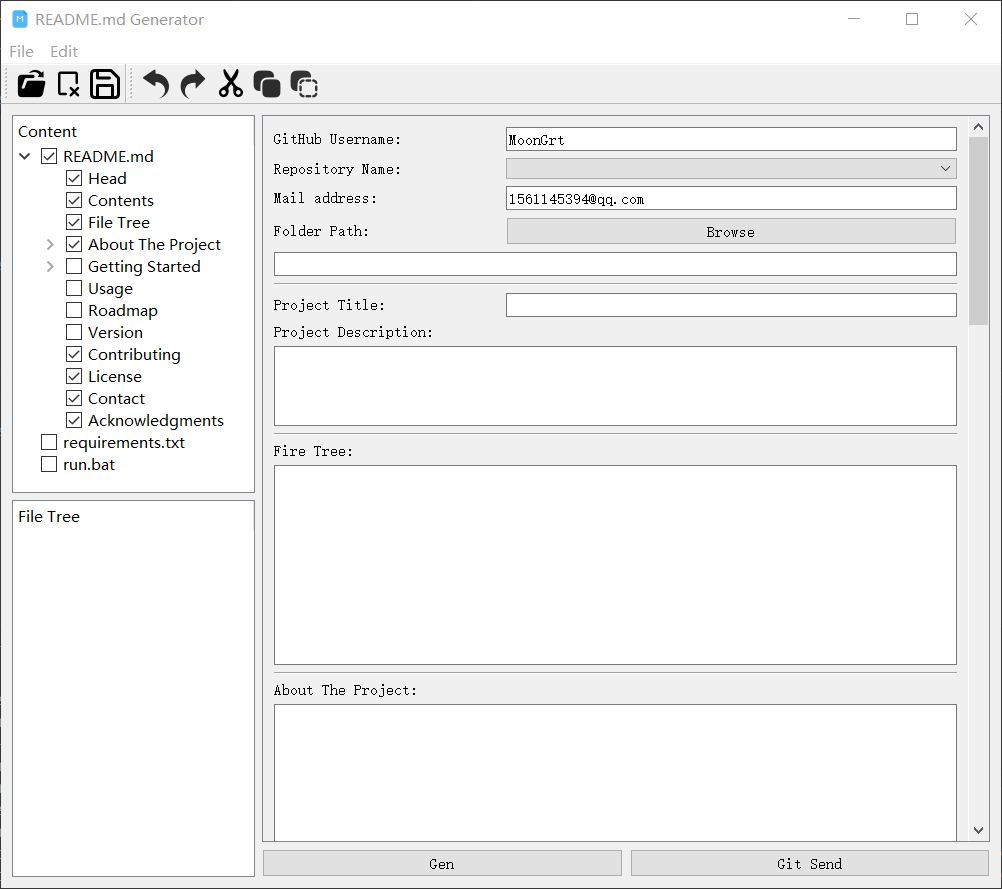 README.md Generator
File Edit
Content
README.md
Head
Contents
File Tree
About The Project
Getting Started
Usage
Roadmap
Version
Contributing
License
Contact
Acknowledgments
requirements.txt
run.bat
File Tree
GitHub Username: MoonGrt
Repository Name:
Mail address: 1561145394@qq.com
Folder Path: Browse
Project Title:
Project Description:
Fire Tree:
About The Project:
Gen Git Send